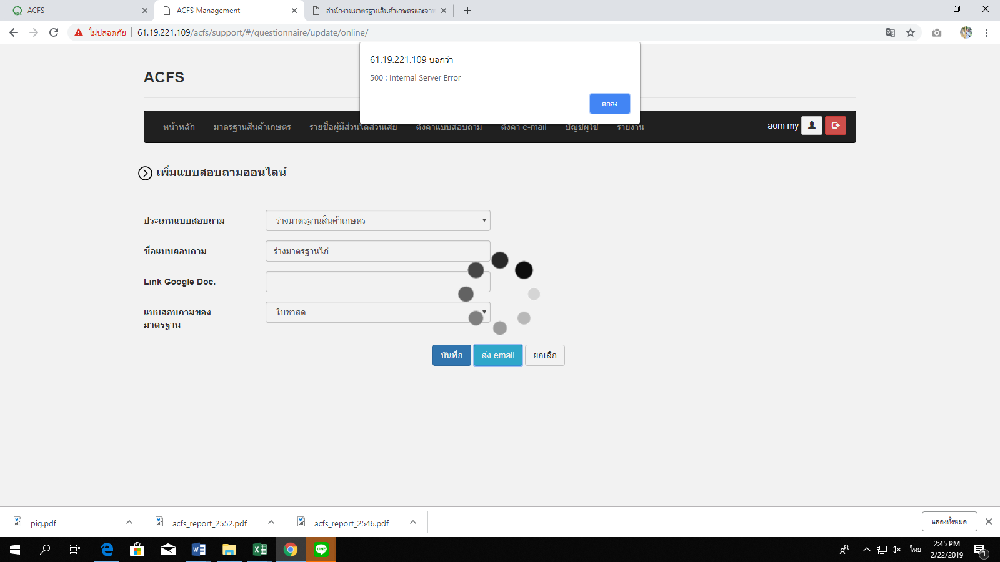 ACFS
ACFS Management
สำนักงานมาตรฐานสินค้าเกษตรและอาห
ไม่ปลอดภัย
61.19.221.109/acfs/support/#/questionnaire/update/online/
61.19.221.109 บอกว่า
500 : Internal Server Error
ตกลง
ACFS
หน้าหลัก
มาตรฐานสินค้าเกษตร
รายชื่อผู้มีส่วนได้ส่วนเสีย
ตั้งค่าแบบสอบถาม
ตั้งค่า e-mail
บัญชีผู้ใช้
รายงาน
aom my
เพิ่มแบบสอบถามออนไลน์
ประเภทแบบสอบถาม
ร่างมาตรฐานสินค้าเกษตร
ชื่อแบบสอบถาม
ร่างมาตรฐานไก่
Link Google Doc.
แบบสอบถามของ
มาตรฐาน
ใบชาสด
บันทึก
ส่ง email
ยกเลิก
pig.pdf
acfs_report_2552.pdf
acfs_report_2546.pdf
แสดงทั้งหมด
ไทย
2:45 PM
2/22/2019
1